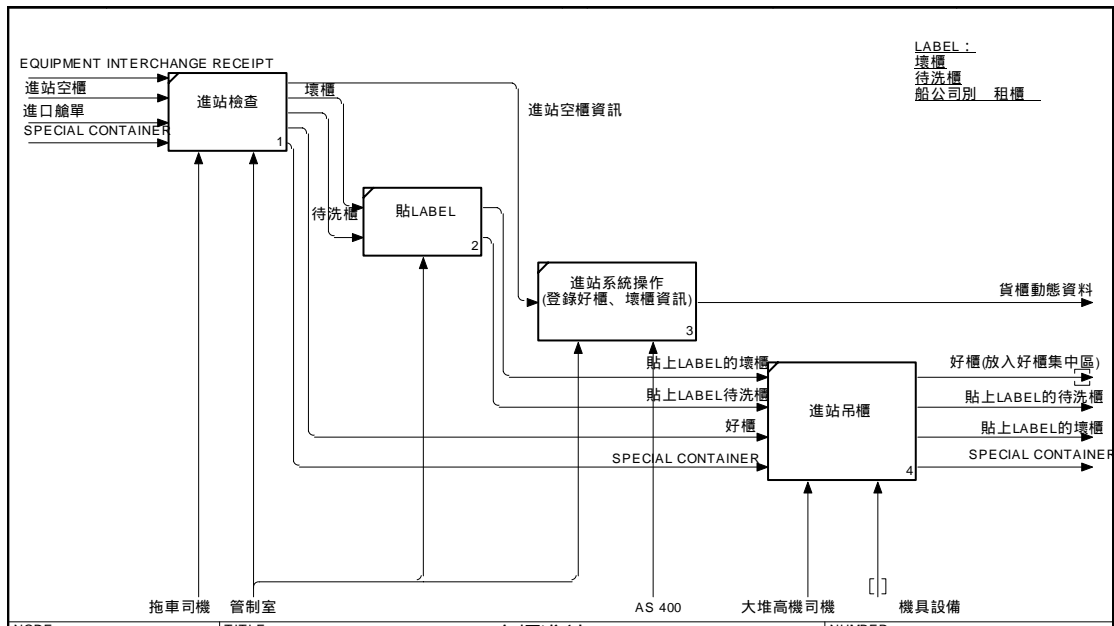 EQUIPMENT INTERCHANGE RECEIPT
進站空櫃
進口艙單
SPECIAL CONTAINER
進站檢查
1
壞櫃
進站空櫃資訊
LABEL：
壞櫃
待洗櫃
船公司別 租櫃
待洗櫃
貼LABEL
2
進站系統操作
(登錄好櫃、壞櫃資訊)
3
貨櫃動態資料
貼上LABEL的壞櫃
貼上LABEL待洗櫃
好櫃
SPECIAL CONTAINER
進站吊櫃
4
好櫃(放入好櫃集中區)
貼上LABEL的待洗櫃
貼上LABEL的壞櫃
SPECIAL CONTAINER
拖車司機
管制室
AS 400
大堆高機司機
機具設備